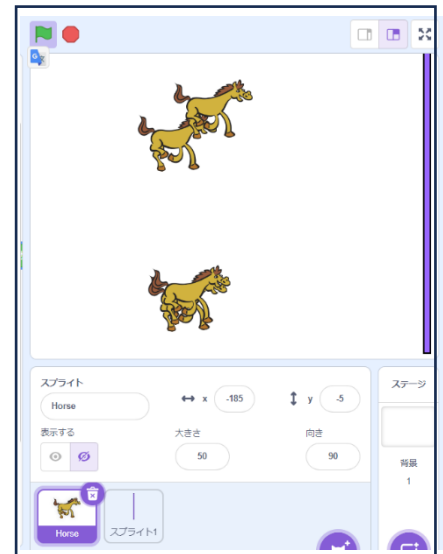 スプライト
Horse
x -185
y -5
ステージ
表示する
大きさ
向き
50
90
背景
1
Horse
スプライト1